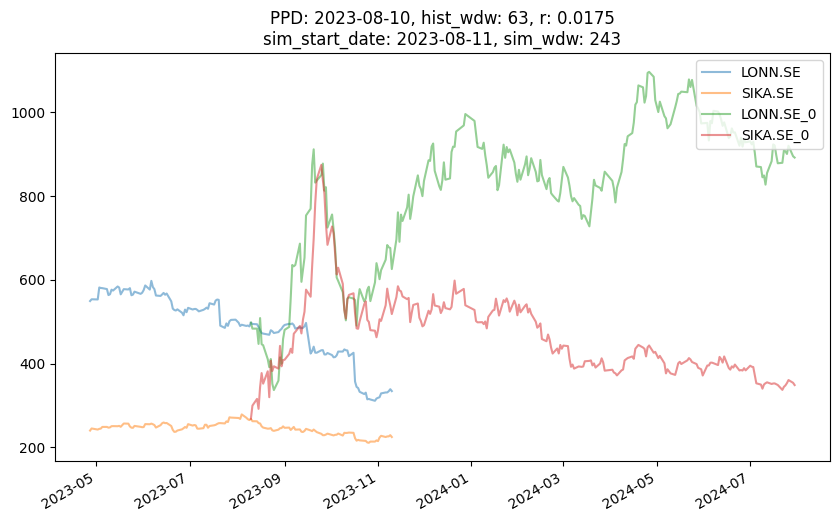 PPD: 2023-08-10, hist_wdw: 63, r: 0.0175
sim_start_date: 2023-08-11, sim_wdw: 243
LONN.SE
SIKA.SE
LONN.SE_0
SIKA.SE_0
1000
800
600
400
200
2023-05
2023-07
2023-09
2023-11
2024-01
2024-03
2024-05
2024-07